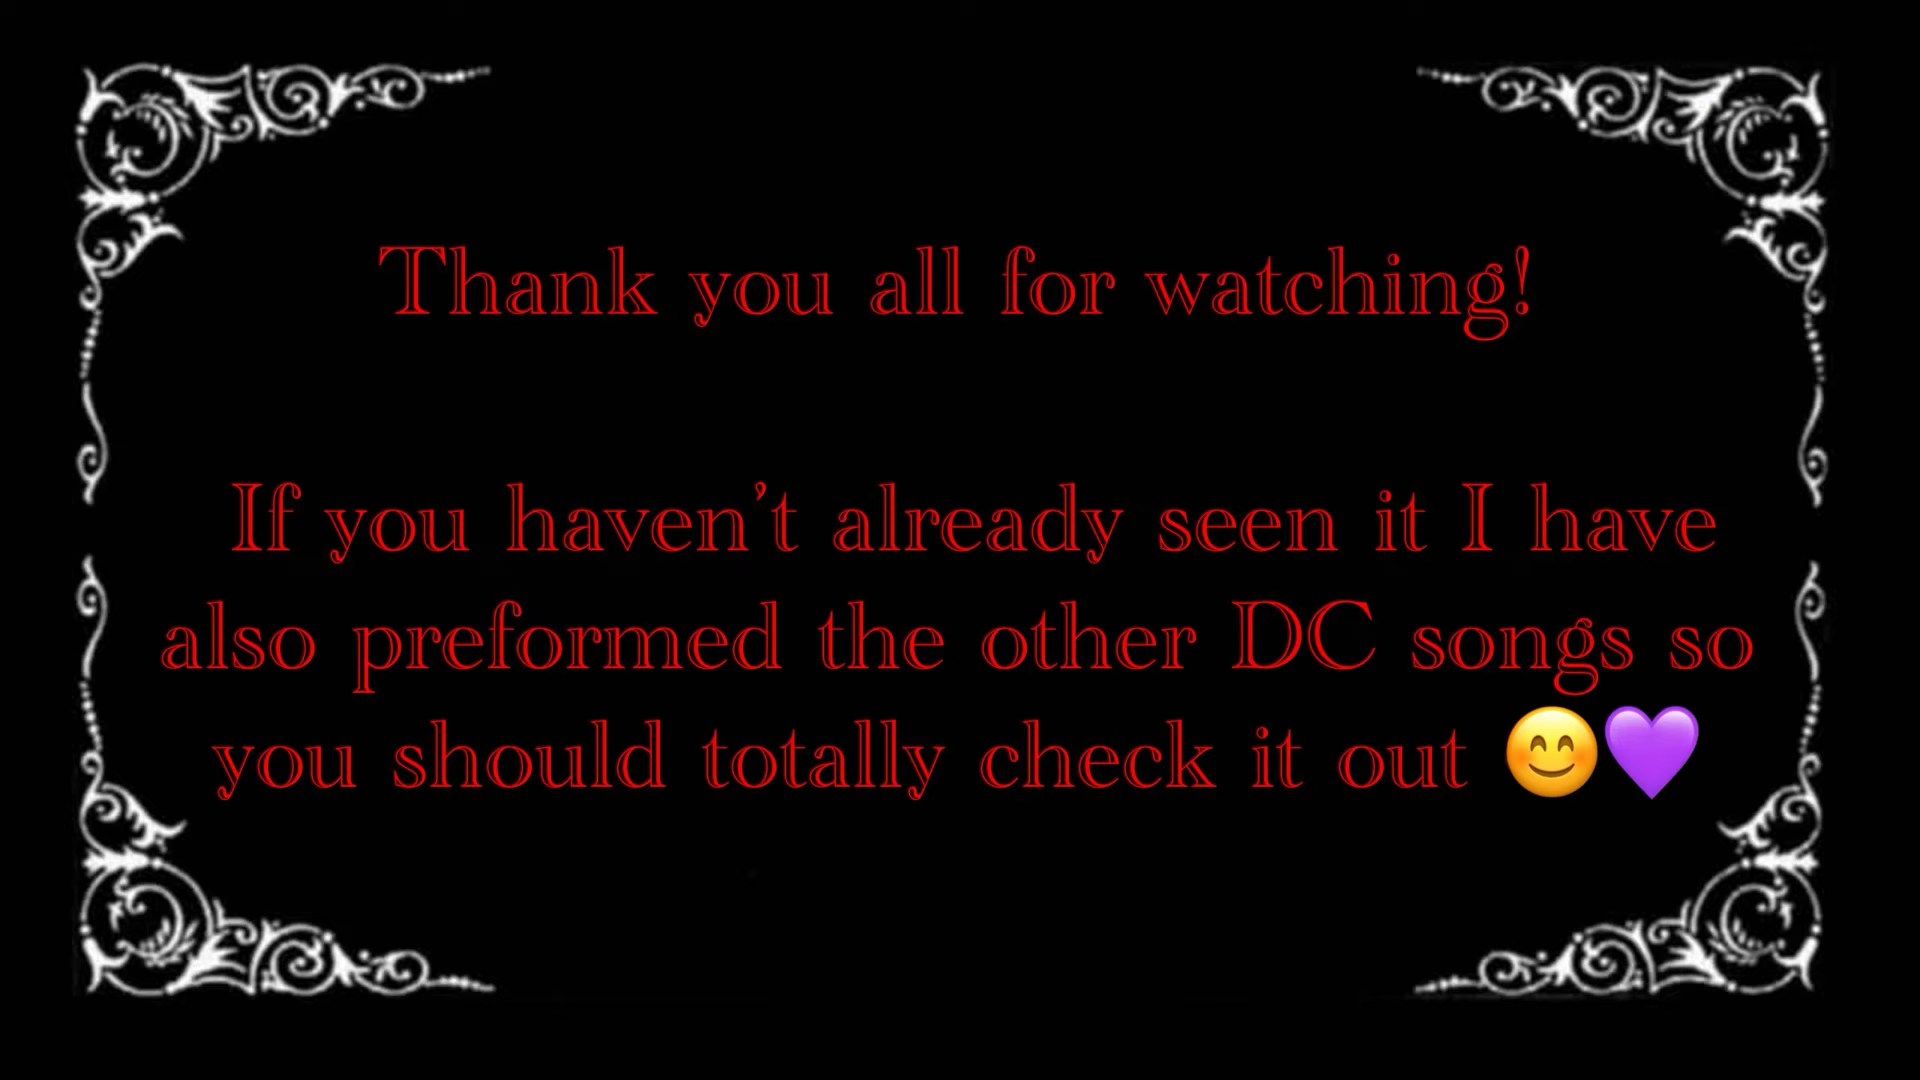 Thank you all for watching!
If you haven't already seen it I have
also preformed the other DC songs so
you should totally check it out 😊💜